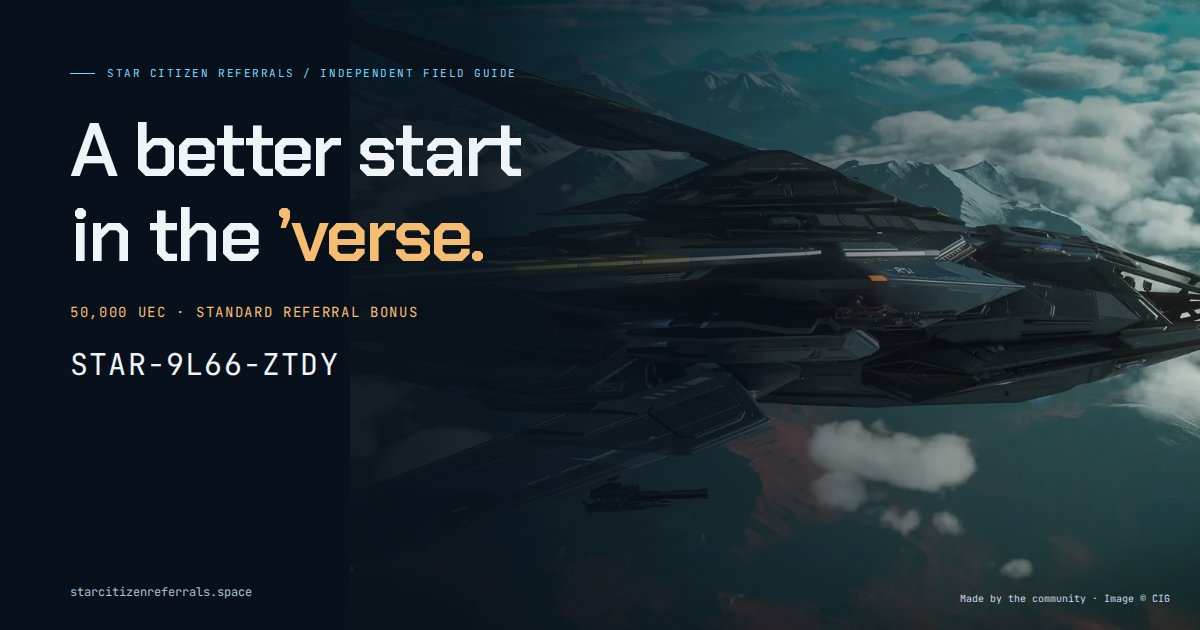 STAR CITIZEN REFERRALS / INDEPENDENT FIELD GUIDE
A better start
in the ’verse.
50,000 UEC · STANDARD REFERRAL BONUS
STAR-9L66-ZTDY
RSI
starcitizenreferrals.space
Made by the community · Image © CIG